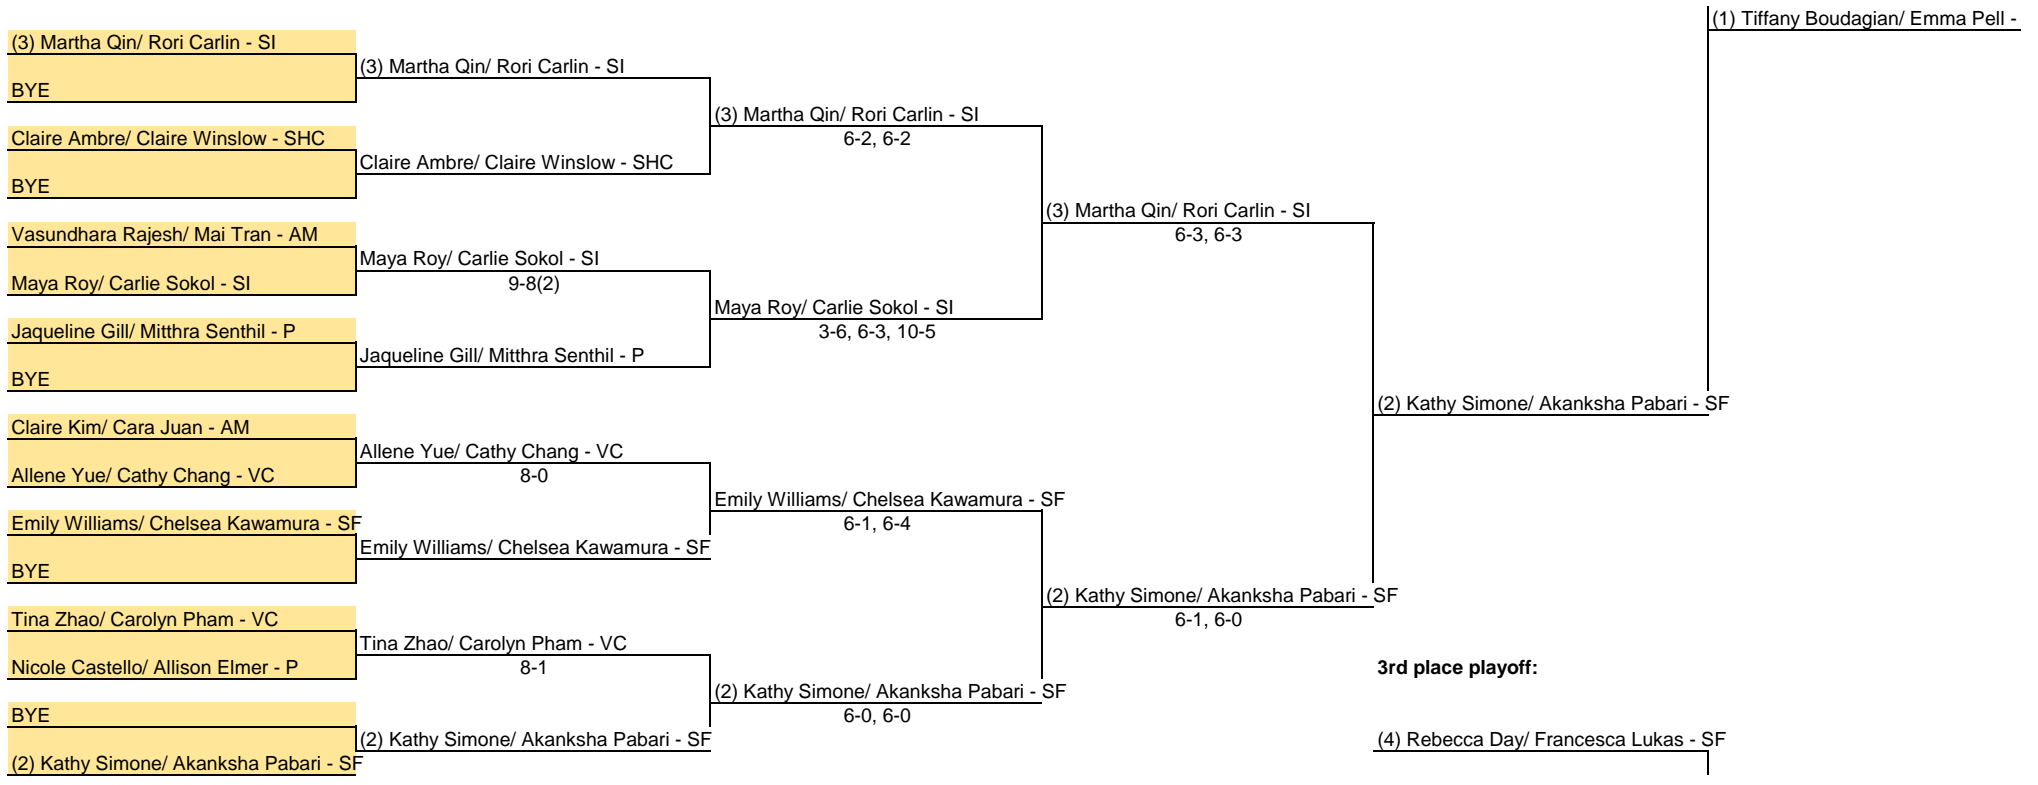 (1) Tiffany Boudagian/ Emma Pell -
(3) Martha Qin/ Rori Carlin - SI
(3) Martha Qin/ Rori Carlin - SI
BYE
(3) Martha Qin/ Rori Carlin - SI
6-2, 6-2
Claire Ambre/ Claire Winslow - SHC
Claire Ambre/ Claire Winslow - SHC
BYE
(3) Martha Qin/ Rori Carlin - SI
6-3, 6-3
Vasundhara Rajesh/ Mai Tran - AM
Maya Roy/ Carlie Sokol - SI
9-8(2)
Maya Roy/ Carlie Sokol - SI
Maya Roy/ Carlie Sokol - SI
3-6, 6-3, 10-5
Jaqueline Gill/ Mitthra Senthil - P
Jaqueline Gill/ Mitthra Senthil - P
BYE
(2) Kathy Simone/ Akanksha Pabari - SF
Claire Kim/ Cara Juan - AM
Allene Yue/ Cathy Chang - VC
8-0
Allene Yue/ Cathy Chang - VC
Emily Williams/ Chelsea Kawamura - SF
6-1, 6-4
Emily Williams/ Chelsea Kawamura - SF
Emily Williams/ Chelsea Kawamura - SF
BYE
(2) Kathy Simone/ Akanksha Pabari - SF
6-1, 6-0
Tina Zhao/ Carolyn Pham - VC
Tina Zhao/ Carolyn Pham - VC
8-1
Nicole Castello/ Allison Elmer - P
3rd place playoff:
(2) Kathy Simone/ Akanksha Pabari - SF
6-0, 6-0
BYE
(2) Kathy Simone/ Akanksha Pabari - SF
(4) Rebecca Day/ Francesca Lukas - SF
(2) Kathy Simone/ Akanksha Pabari - SF